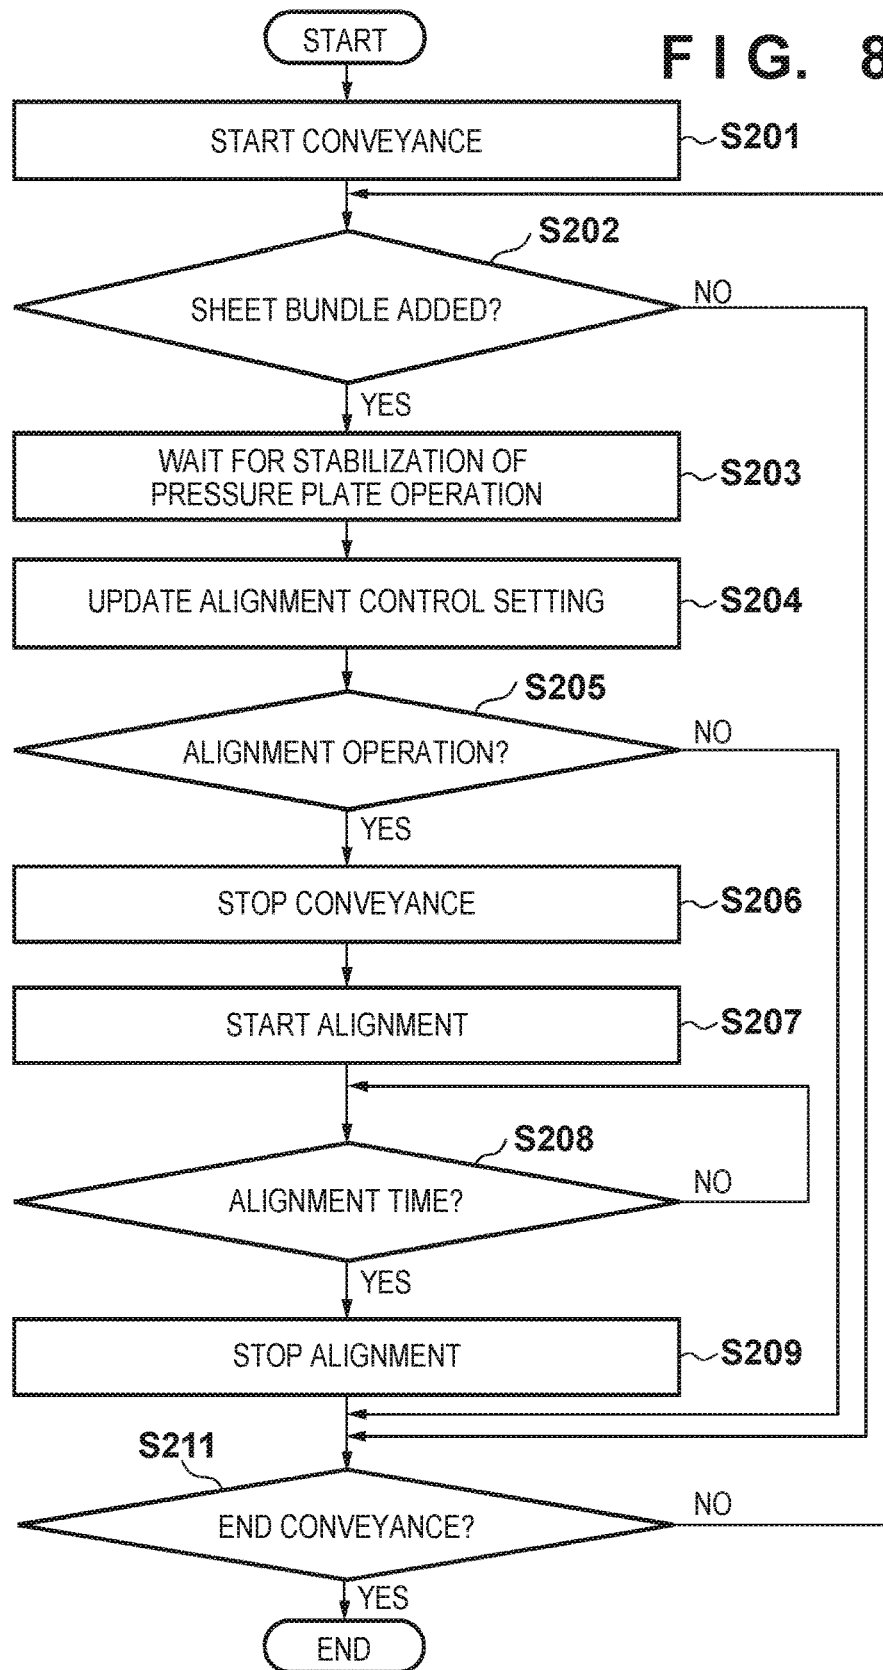 START
FIG. 8
START CONVEYANCE
S201
S202
SHEET BUNDLE ADDED?
NO
YES
WAIT FOR STABILIZATION OF
PRESSURE PLATE OPERATION
S203
UPDATE ALIGNMENT CONTROL SETTING
S204
S205
ALIGNMENT OPERATION?
NO
YES
STOP CONVEYANCE
S206
START ALIGNMENT
S207
S208
ALIGNMENT TIME?
NO
YES
STOP ALIGNMENT
S209
S211
END CONVEYANCE?
NO
YES
END